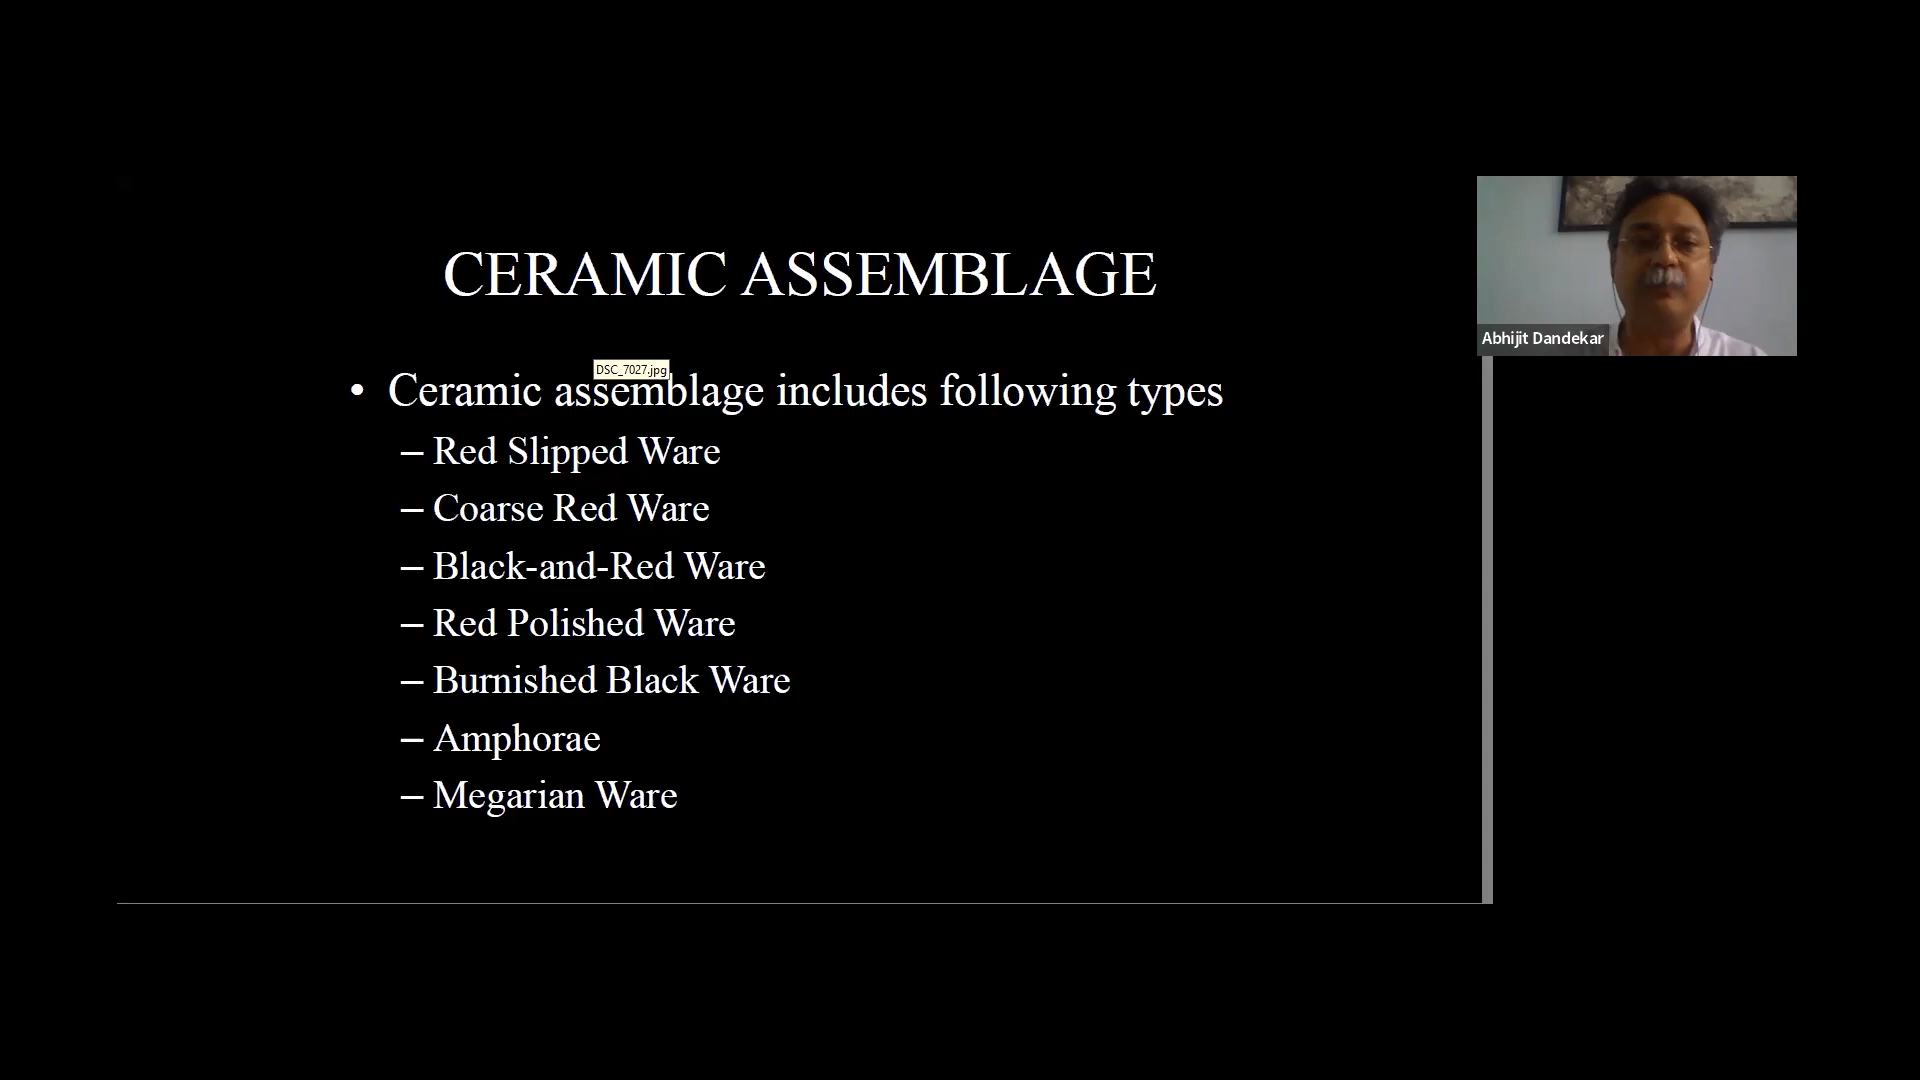 CERAMIC ASSEMBLAGE
DSC_7027.jpg
• Ceramic assemblage includes following types
– Red Slipped Ware
– Coarse Red Ware
– Black-and-Red Ware
– Red Polished Ware
– Burnished Black Ware
– Amphorae
– Megarian Ware
Abhijit Dandekar